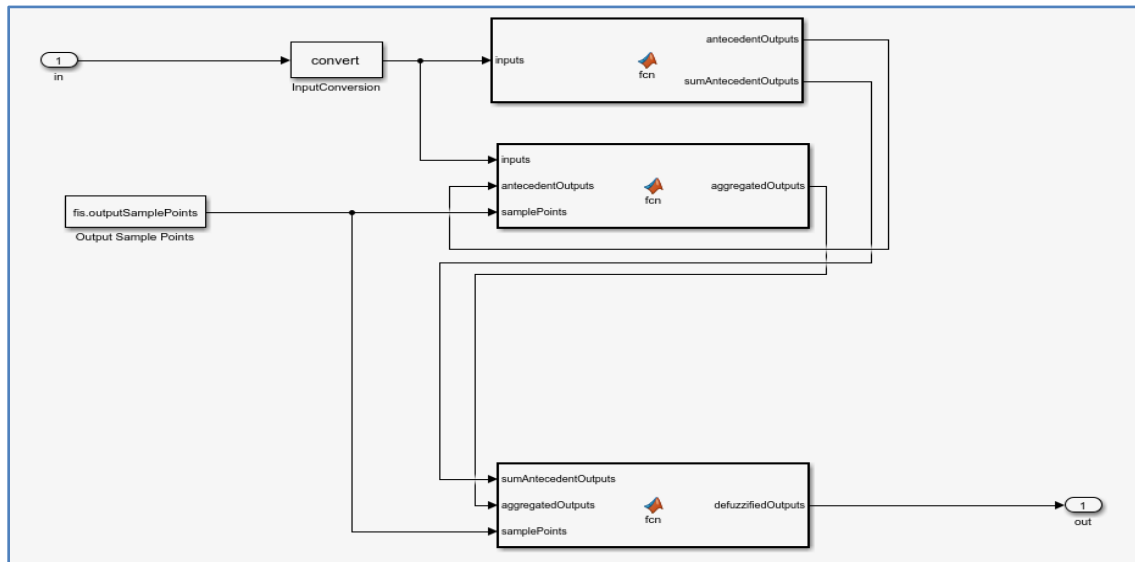 1
in
convert
InputConversion
inputs
fcn
antecedentOutputs
sumAntecedentOutputs
inputs
antecedentOutputs
samplePoints
fcn
aggregatedOutputs
fis.outputSamplePoints
Output Sample Points
sumAntecedentOutputs
aggregatedOutputs
samplePoints
fcn
defuzzifiedOutputs
1
out